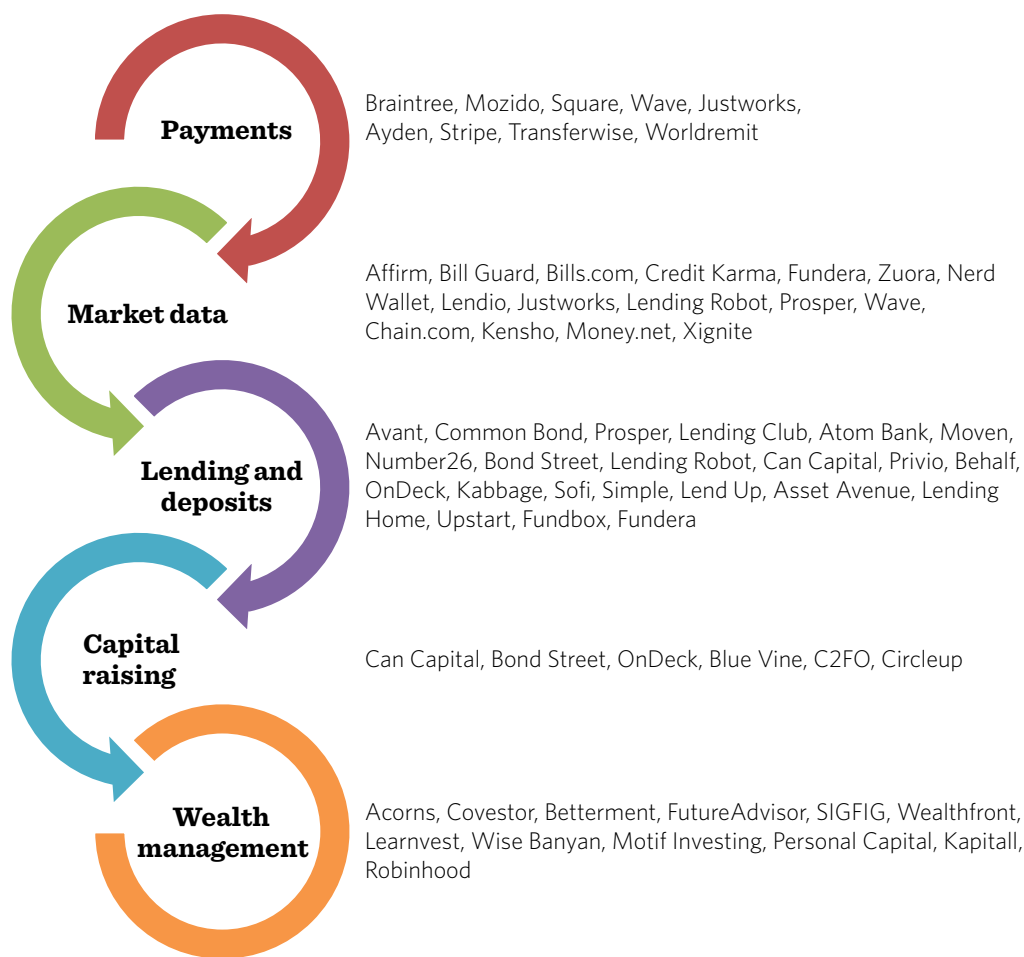 Payments
Braintree, Mozido, Square, Wave, Justworks,
Ayden, Stripe, Transferwise, Worldremit
Market data
Affirm, Bill Guard, Bills.com, Credit Karma, Fundera, Zuora, Nerd
Wallet, Lendio, Justworks, Lending Robot, Prosper, Wave,
Chain.com, Kensho, Money.net, Xignite
Lending and
deposits
Avant, Common Bond, Prosper, Lending Club, Atom Bank, Moven,
Number26, Bond Street, Lending Robot, Can Capital, Privio, Behalf,
OnDeck, Kabbage, Sofi, Simple, Lend Up, Asset Avenue, Lending
Home, Upstart, Fundbox, Fundera
Capital
raising
Can Capital, Bond Street, OnDeck, Blue Vine, C2FO, Circleup
Wealth
management
Acorns, Covestor, Betterment, FutureAdvisor, SIGFIG, Wealthfront,
Learnvest, Wise Banyan, Motif Investing, Personal Capital, Kapitall,
Robinhood